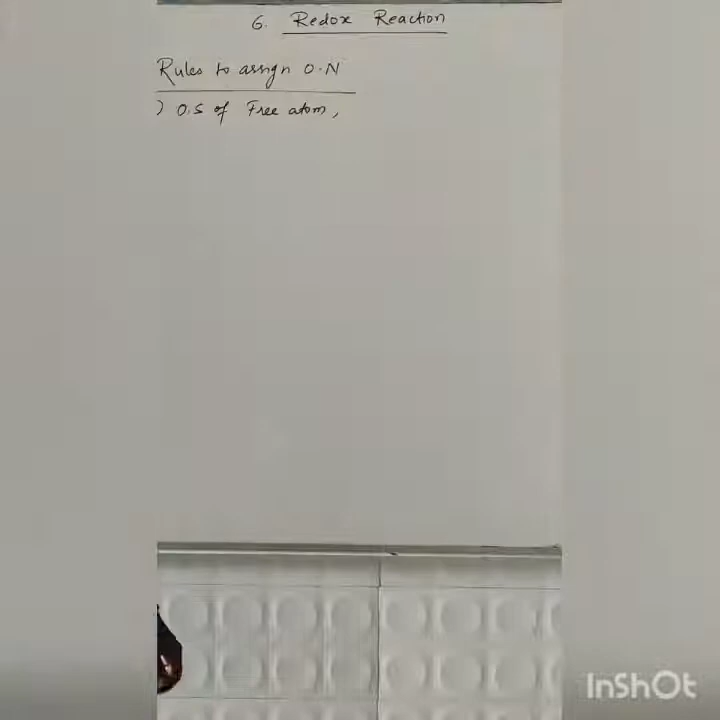 6. Redox Reaction
Rules to assign O.N
) O.S of Free atom,
InShOt